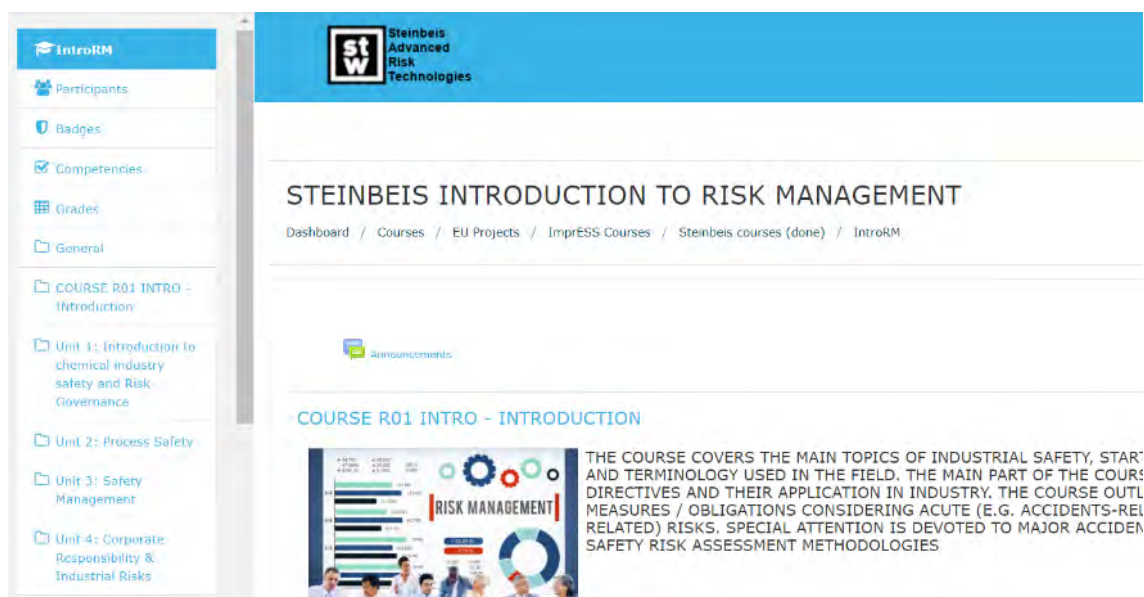 IntroRM
Participants
Badges
Competencies
Grades
General
COURSE R01 INTRO -
INtroduction
Unit 1: Introduction to
chemical industry
safety and Risk
Governance
Unit 2: Process Safety
Unit 3: Safety
Management
Unit 4: Corporate
Responsibility &
Industrial Risks
st
w
Steinbeis
Advanced
Risk
Technologies
STEINBEIS INTRODUCTION TO RISK MANAGEMENT
Dashboard / Courses / EU Projects / ImprESS Courses / Steinbeis courses (done) / IntroRM
Announcements
COURSE R01 INTRO - INTRODUCTION
RISK MANAGEMENT
THE COURSE COVERS THE MAIN TOPICS OF INDUSTRIAL SAFETY, START
AND TERMINOLOGY USED IN THE FIELD. THE MAIN PART OF THE COURS
DIRECTIVES AND THEIR APPLICATION IN INDUSTRY. THE COURSE OUTL
MEASURES / OBLIGATIONS CONSIDERING ACUTE (E.G. ACCIDENTS-REL
RELATED) RISKS. SPECIAL ATTENTION IS DEVOTED TO MAJOR ACCIDEN
SAFETY RISK ASSESSMENT METHODOLOGIES